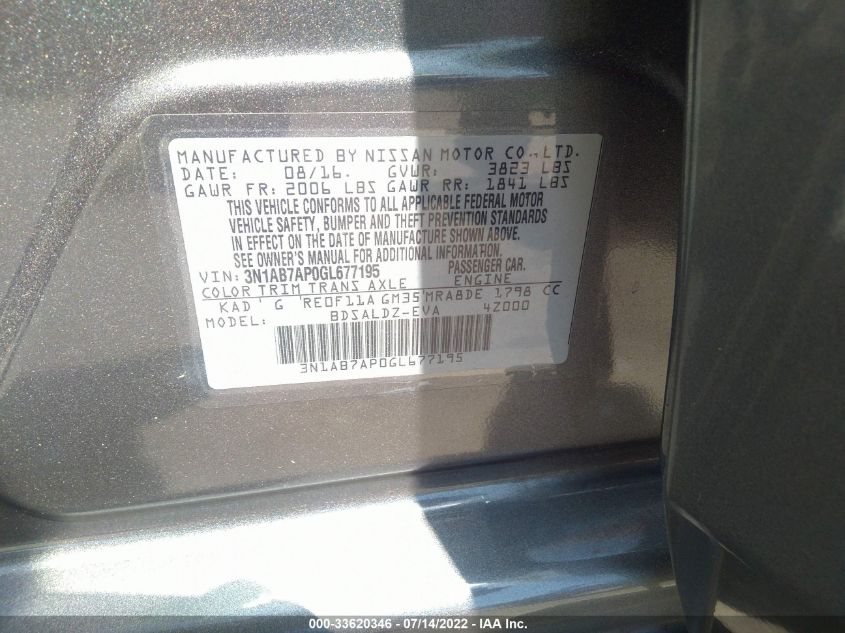 MANUFACTURED BY NISSAN MOTOR CO.,LTD.
DATE: 08/16. GVWR: 3823 LBS
GAWR FR: 2006 LBS GAWR RR: 1841 LBS
THIS VEHICLE CONFORMS TO ALL APPLICABLE FEDERAL MOTOR
VEHICLE SAFETY, BUMPER AND THEFT PREVENTION STANDARDS
IN EFFECT ON THE DATE OF MANUFACTURE SHOWN ABOVE.
SEE OWNER'S MANUAL FOR ADDITIONAL INFORMATION.
VIN: 3N1AB7AP0GL677195 PASSENGER CAR.
COLOR TRIM TRANS AXLE ENGINE
KAD' G 'RE0F11A GM35'MRA8DE 1798 CC
MODEL: BDSALDZ-EVA 4Z000
3N1AB7AP0GL677195
000-33620346 - 07/14/2022 - IAA Inc.